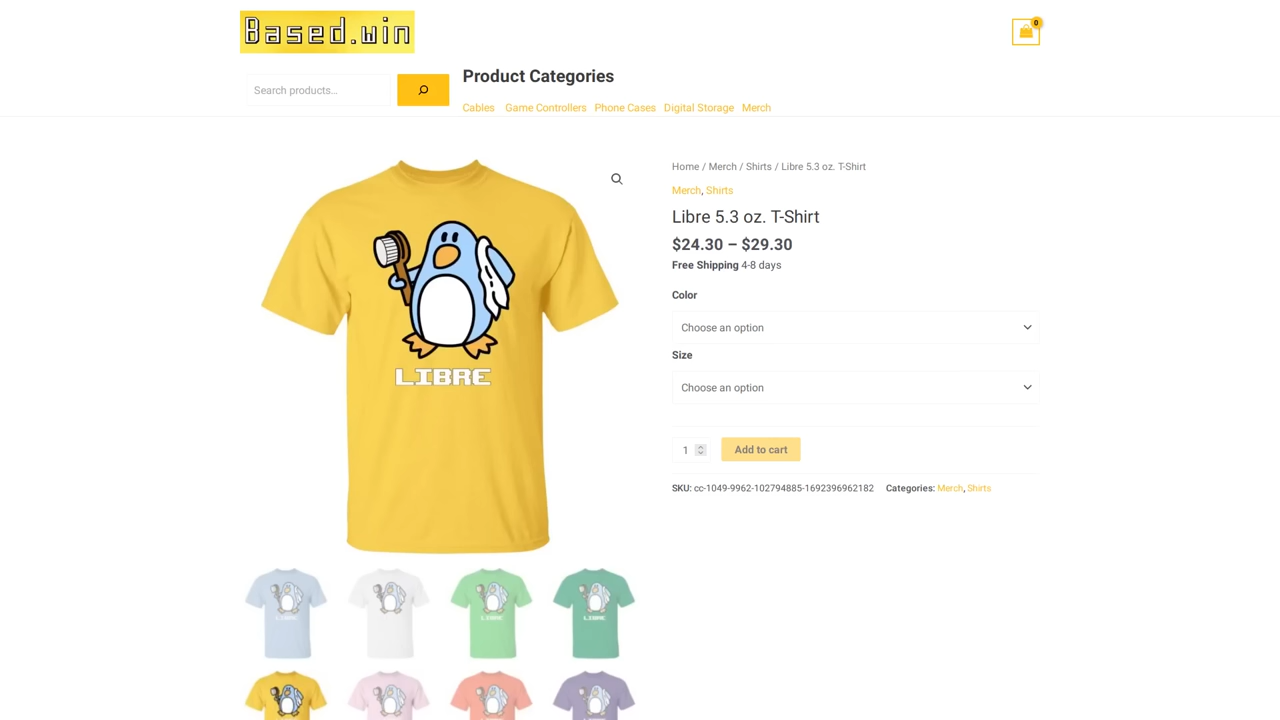 Based.win
0
Search products...
Product Categories
Cables Game Controllers Phone Cases Digital Storage Merch
Home / Merch / Shirts / Libre 5.3 oz. T-Shirt
Merch, Shirts
Libre 5.3 oz. T-Shirt
$24.30 – $29.30
Free Shipping 4-8 days
Color
Choose an option
Size
Choose an option
1
Add to cart
SKU: cc-1049-9962-102794885-1692396962182 Categories: Merch, Shirts
LIBRE
LIBRE
LIBRE
LIBRE